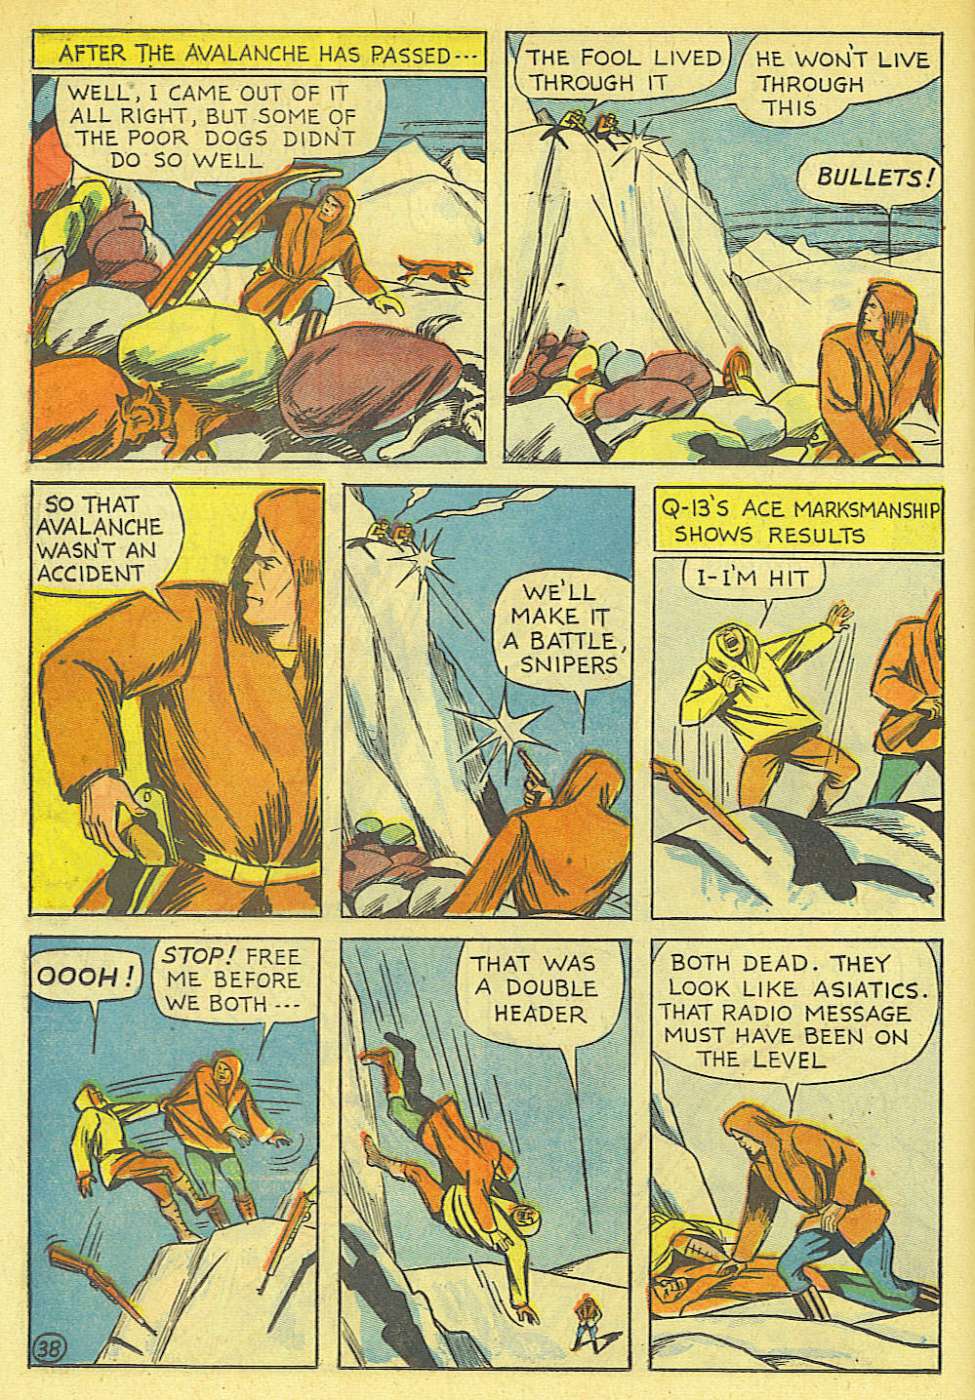 AFTER THE AVALANCHE HAS PASSED---
WELL, I CAME OUT OF IT
ALL RIGHT, BUT SOME OF
THE POOR DOGS DIDN'T
DO SO WELL
THE FOOL LIVED
THROUGH IT
HE WON'T LIVE
THROUGH
THIS
BULLETS!
SO THAT
AVALANCHE
WASN'T AN
ACCIDENT
WE'LL
MAKE IT
A BATTLE,
SNIPERS
Q-13'S ACE MARKSMANSHIP
SHOWS RESULTS
I-I'M HIT
OOOH!
STOP! FREE
ME BEFORE
WE BOTH---
THAT WAS
A DOUBLE
HEADER
BOTH DEAD. THEY
LOOK LIKE ASIATICS.
THAT RADIO MESSAGE
MUST HAVE BEEN ON
THE LEVEL
38